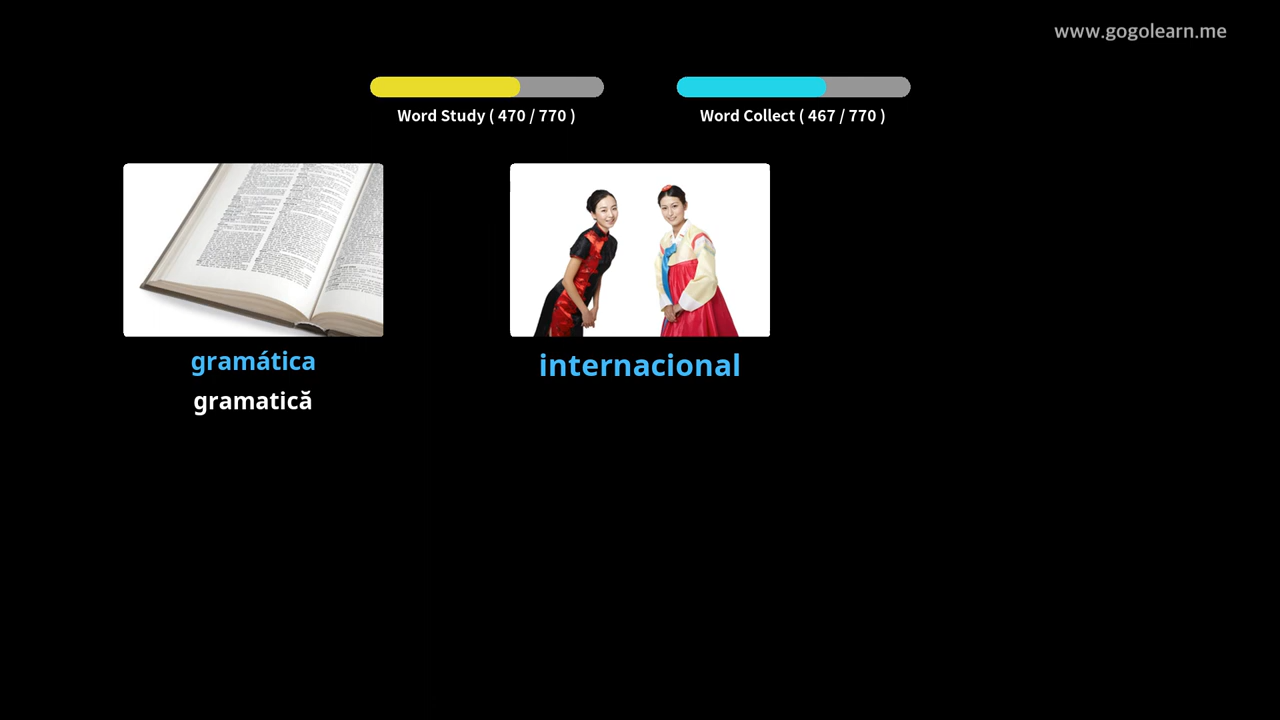 www.gogolearn.me
Word Study ( 470 / 770 )
Word Collect ( 467 / 770 )
gramática
gramatică
internacional